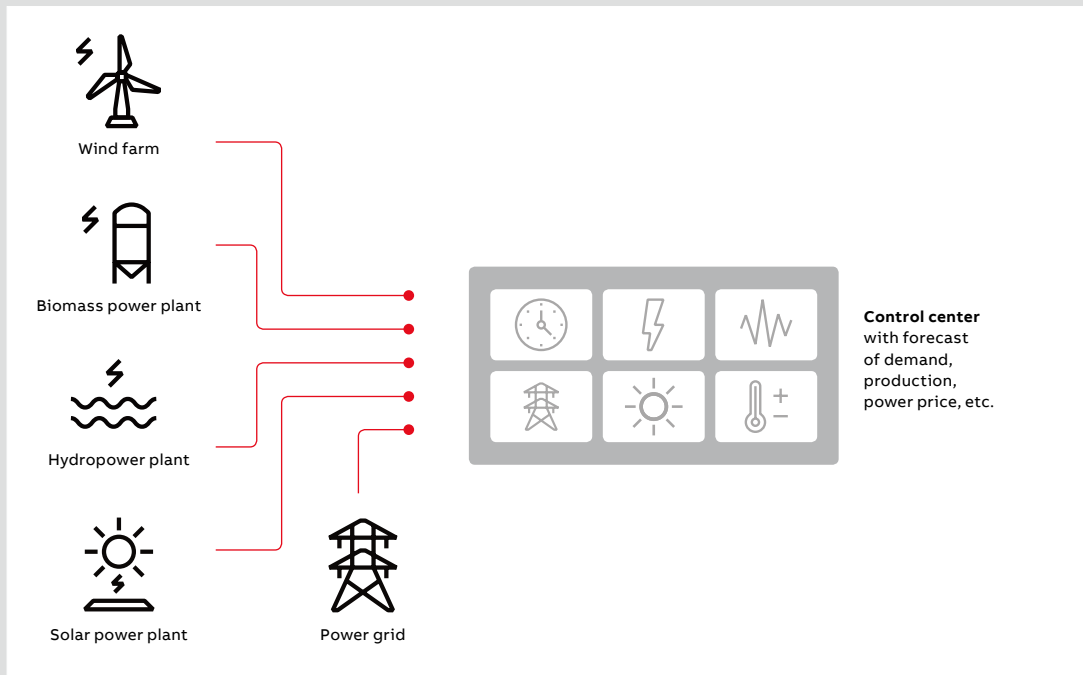 Wind farm
Biomass power plant
Hydropower plant
Solar power plant
Power grid
Control center
with forecast
of demand,
production,
power price, etc.